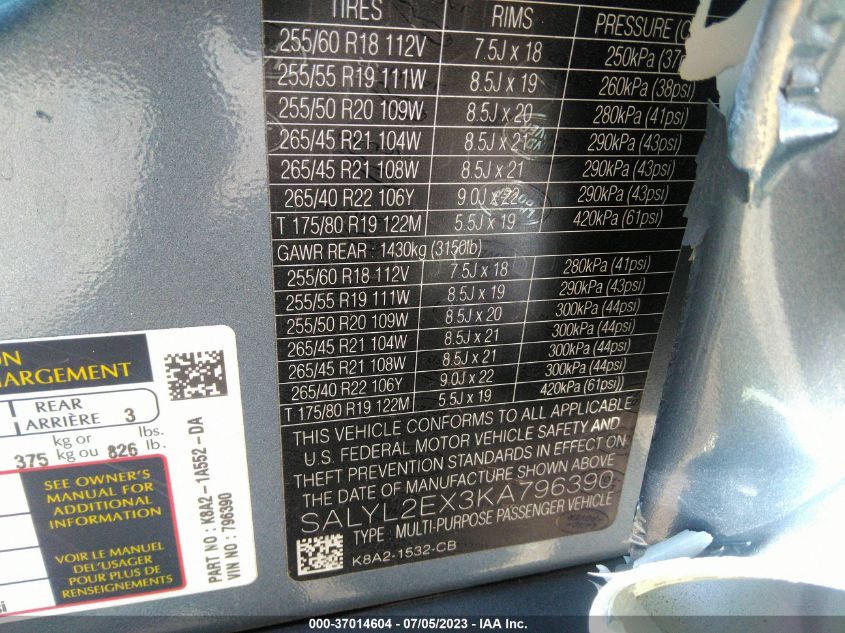 TIRES RIMS PRESSURE
255/60 R18 112V 7.5J x 18 250kPa
255/55 R19 111W 8.5J x 19 260kPa (38psi)
255/50 R20 109W 8.5J x 20 280kPa (41psi)
265/45 R21 104W 8.5J x 21 290kPa (43psi)
265/45 R21 108W 8.5J x 21 290kPa (43psi)
265/40 R22 106Y 9.0J x 22 290kPa (43psi)
T 175/80 R19 122M 5.5J x 19 420kPa (61psi)
GAWR REAR : 1430kg (3150lb)
255/60 R18 112V 7.5J x 18 280kPa (41psi)
255/55 R19 111W 8.5J x 19 290kPa (43psi)
255/50 R20 109W 8.5J x 20 300kPa (44psi)
265/45 R21 104W 8.5J x 21 300kPa (44psi)
265/45 R21 108W 8.5J x 21 300kPa (44psi)
265/40 R22 106Y 9.0J x 22 300kPa (44psi)
T 175/80 R19 122M 5.5J x 19 420kPa (61psi))
THIS VEHICLE CONFORMS TO ALL APPLICABLE
U.S. FEDERAL MOTOR VEHICLE SAFETY AND
THEFT PREVENTION STANDARDS IN EFFECT ON
THE DATE OF MANUFACTURE SHOWN ABOVE
SALYL2EX3KA796390
TYPE: MULTI-PURPOSE PASSENGER VEHICLE
K8A2-1532-CB
ON
HARGEMENT
REAR
ARRIÈRE 3
375 kg or
kg ou 826 lbs.
lb.
SEE OWNER'S
MANUAL FOR
ADDITIONAL
INFORMATION
VOIR LE MANUEL
DEL'USAGER
POUR PLUS DE
RENSEIGNEMENTS
PART NO : K8A2-1A552-DA
VIN NO : 796390
000-37014604 / 07/05/2023 - IAA Inc.